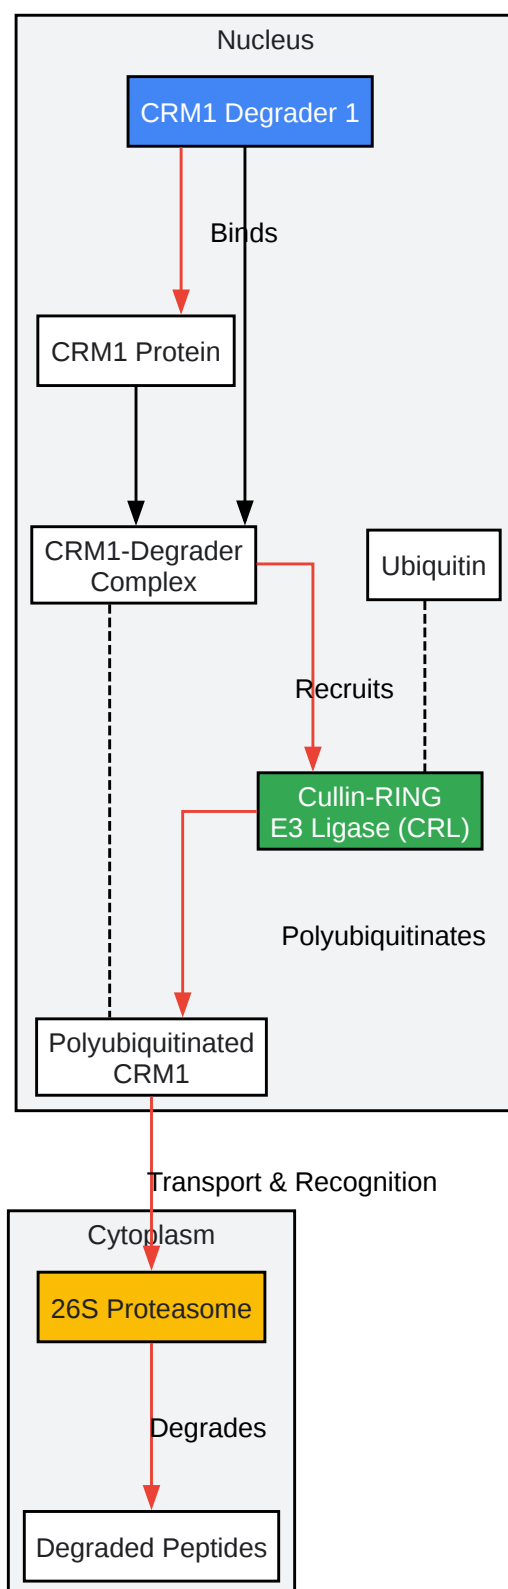 Nucleus
CRM1 Degrader 1
Binds
CRM1 Protein
CRM1-Degrader
Complex
Ubiquitin
Recruits
Cullin-RING
E3 Ligase (CRL)
Polyubiquitinates
Polyubiquitinated
CRM1
Transport & Recognition
Cytoplasm
26S Proteasome
Degrades
Degraded Peptides